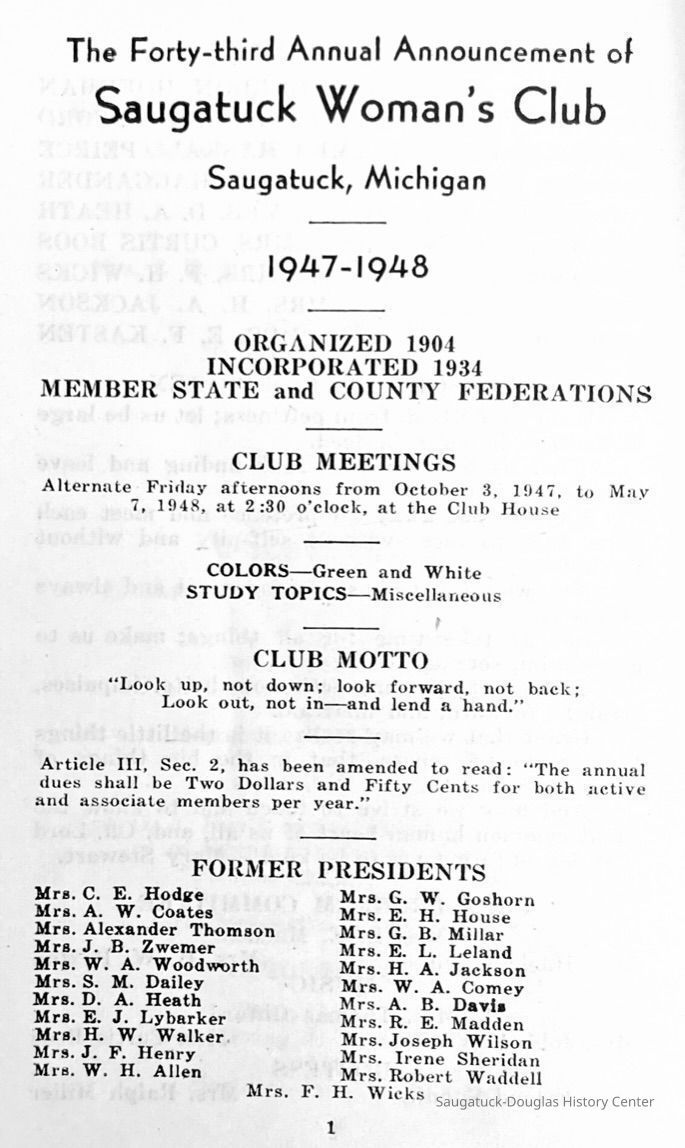 The Forty-third Annual Announcement of
Saugatuck Woman's Club
Saugatuck, Michigan
1947-1948
ORGANIZED 1904
INCORPORATED 1934
MEMBER STATE and COUNTY FEDERATIONS
CLUB MEETINGS
Alternate Friday afternoons from October 3, 1947, to May
7, 1948, at 2:30 o'clock, at the Club House
COLORS—Green and White
STUDY TOPICS—Miscellaneous
CLUB MOTTO
"Look up, not down; look forward, not back;
Look out, not in—and lend a hand."
Article III, Sec. 2, has been amended to read: "The annual
dues shall be Two Dollars and Fifty Cents for both active
and associate members per year."
FORMER PRESIDENTS
Mrs. C. E. Hodge
Mrs. A. W. Coates
Mrs. Alexander Thomson
Mrs. J. B. Zwemer
Mrs. W. A. Woodworth
Mrs. S. M. Dailey
Mrs. D. A. Heath
Mrs. E. J. Lybarker
Mrs. H. W. Walker
Mrs. J. F. Henry
Mrs. W. H. Allen
Mrs. G. W. Goshorn
Mrs. E. H. House
Mrs. G. B. Millar
Mrs. E. L. Leland
Mrs. H. A. Jackson
Mrs. W. A. Comey
Mrs. A. B. Davis
Mrs. R. E. Madden
Mrs. Joseph Wilson
Mrs. Irene Sheridan
Mrs. Robert Waddell
Mrs. F. H. Wicks
Saugatuck-Douglas History Center
1